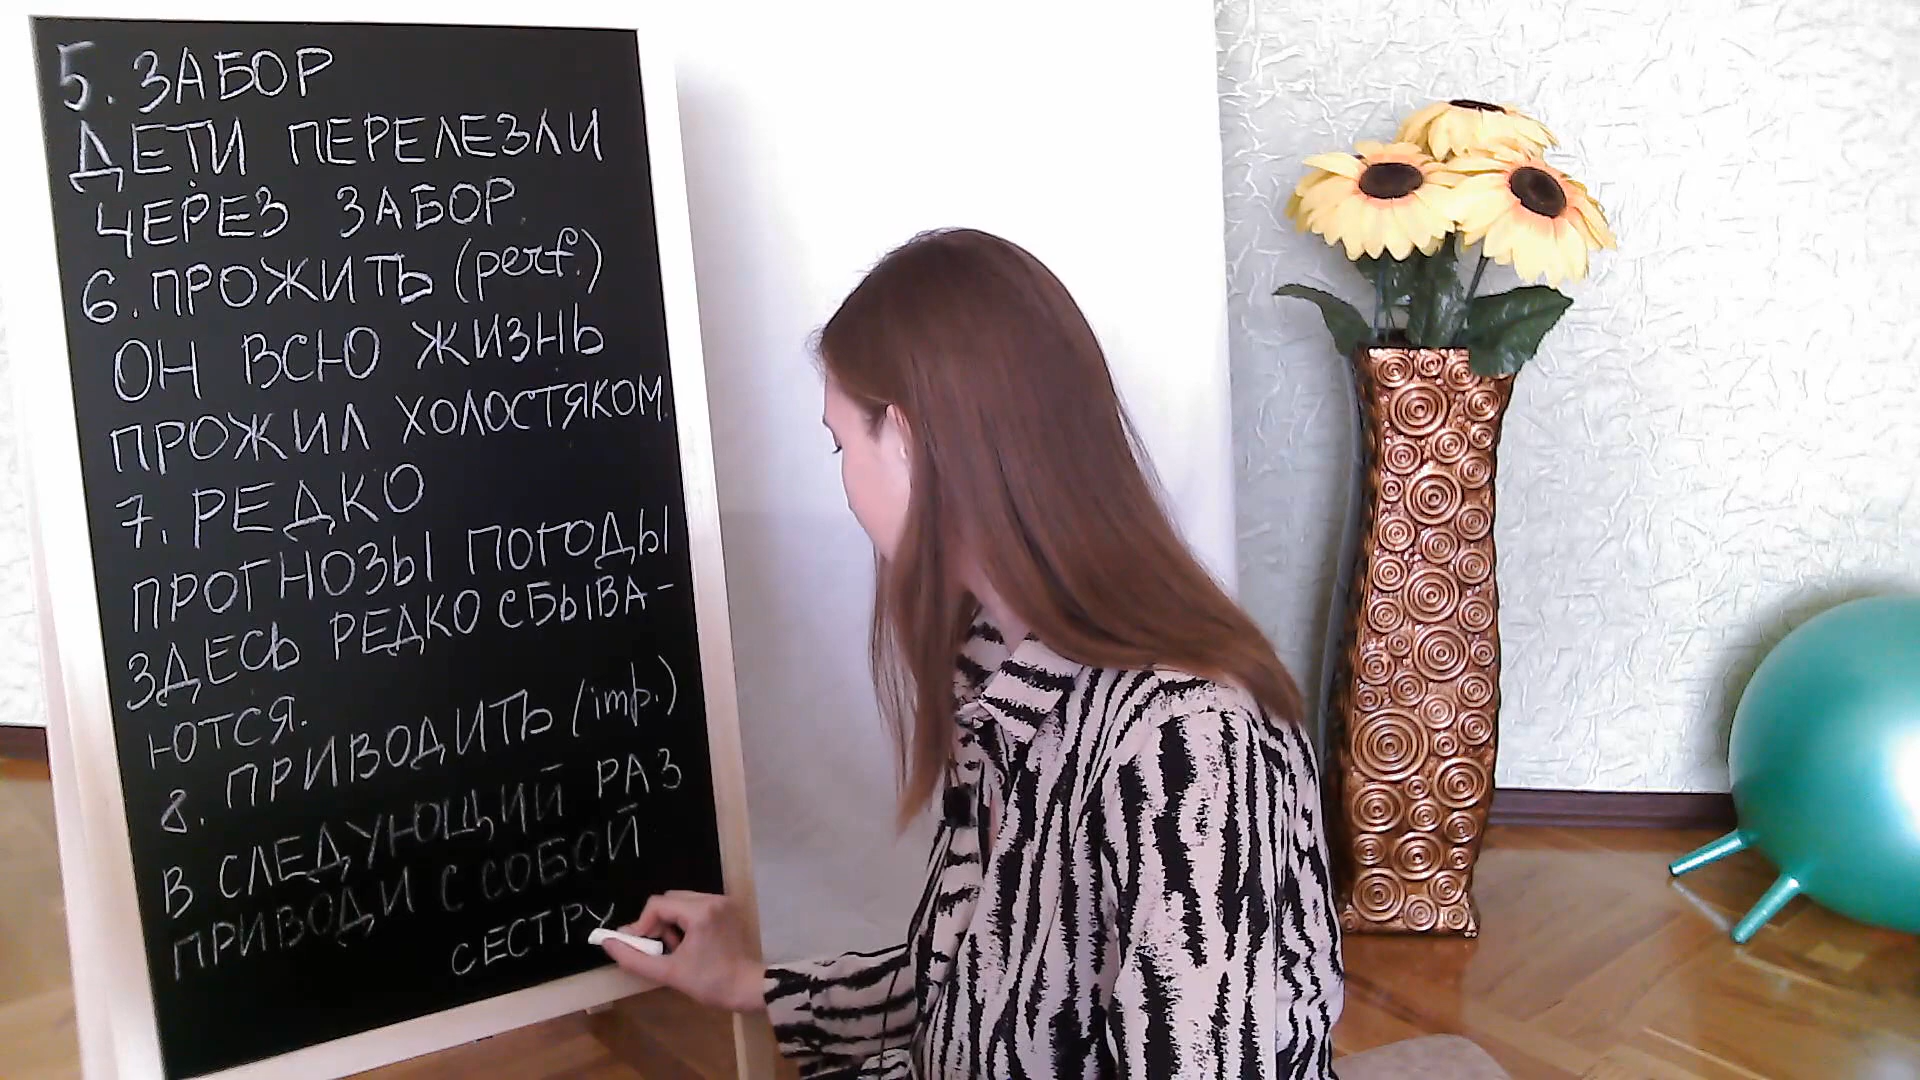 5. ЗАБОР
ДЕТИ ПЕРЕЛЕЗЛИ
ЧЕРЕЗ ЗАБОР.
6. ПРОЖИТЬ (perf.)
ОН ВСЮ ЖИЗНЬ
ПРОЖИЛ ХОЛОСТЯКОМ.
7. РЕДКО
ПРОГНОЗЫ ПОГОДЫ
ЗДЕСЬ РЕДКО СБЫВА-
ЮТСЯ.
8. ПРИВОДИТЬ (imp.)
В СЛЕДУЮЩИЙ РАЗ
ПРИВОДИ С СОБОЙ
СЕСТРУ